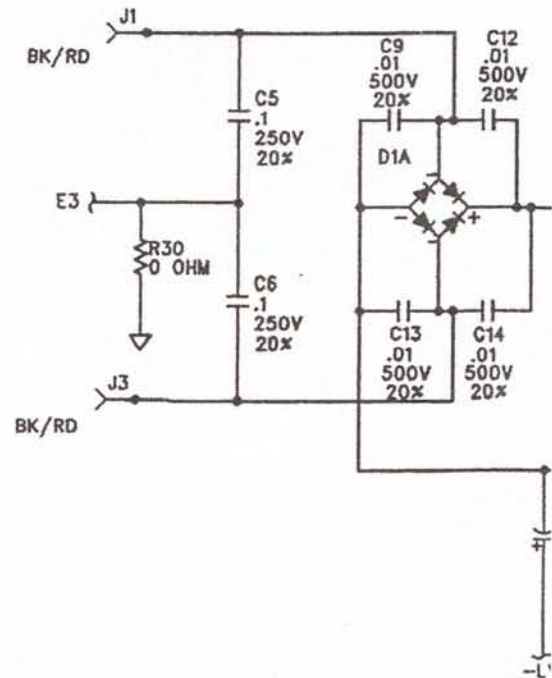 J1
BK/RD
C5
.1
250V
20%
E3
R30
0 OHM
C6
.1
250V
20%
J3
BK/RD
C9
.01
500V
20%
C12
.01
500V
20%
D1A
-
-
+
-
C13
.01
500V
20%
C14
.01
500V
20%
+